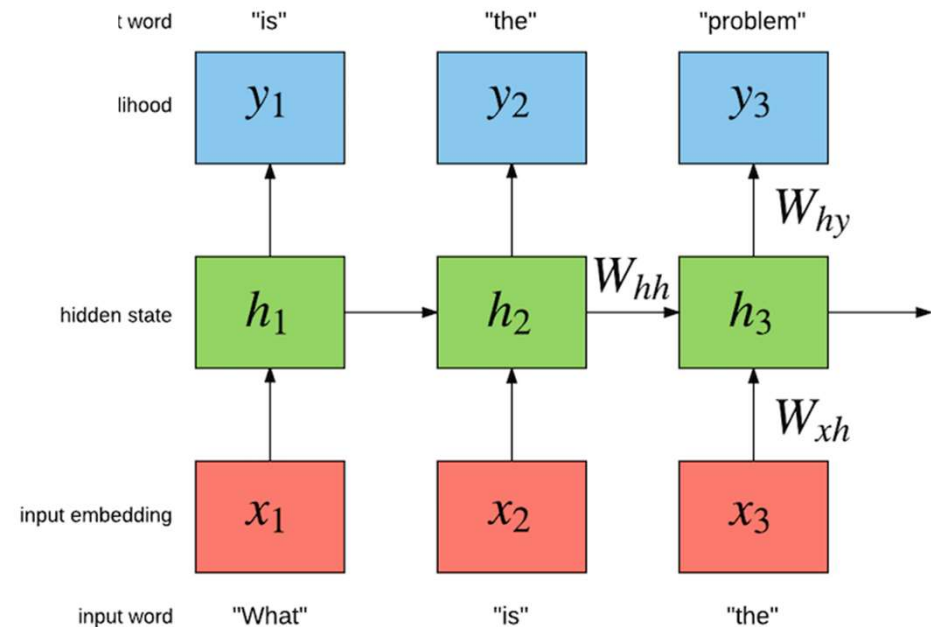 t word "is" "the" "problem"
lihood y1 y2 y3
Why
hidden state h1 h2 Whh h3
Wxh
input embedding x1 x2 x3
input word "What" "is" "the"